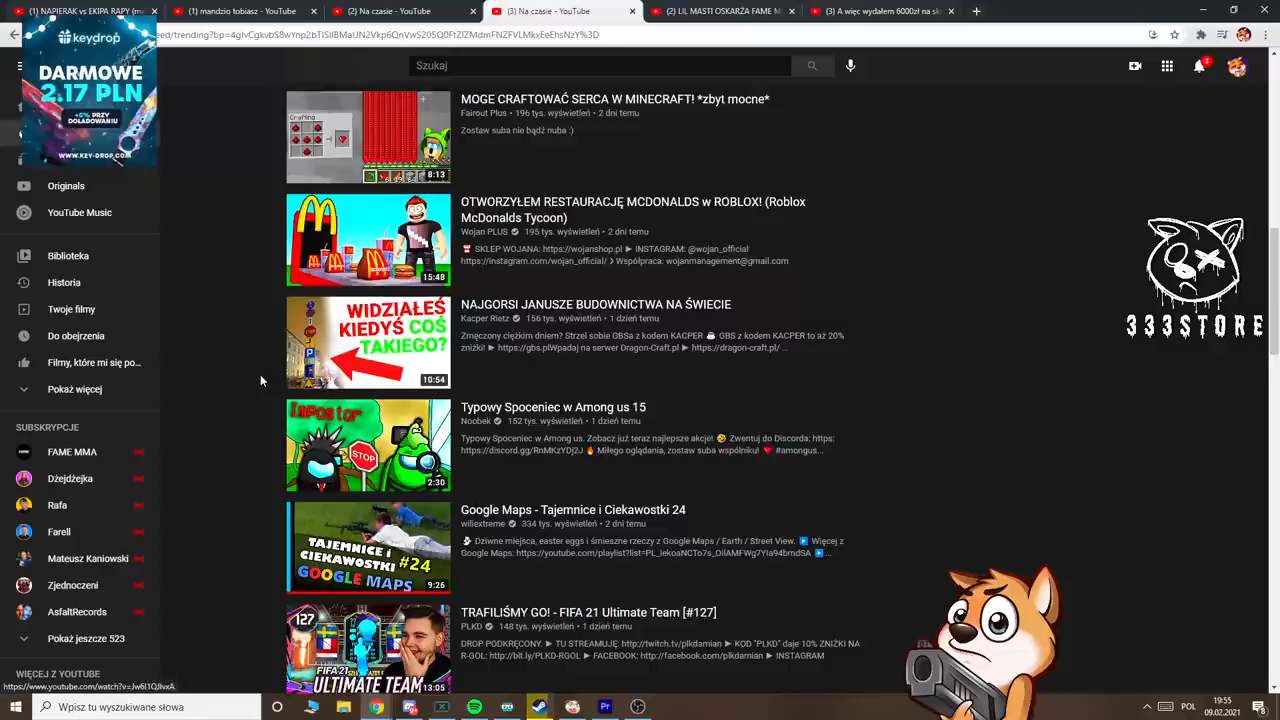 (1) NAPIERAK vs EKIPA RAPY (m
(1) mandzio tobiasz - YouTube
(2) Na czasie - YouTube
(3) Na czasie - YouTube
(2) LIL MASTI OSKARŻA FAME M
(3) A więc wydałem 6000zł na sk
keydrop
DARMOWE
2.17 PLN
+5% PRZY
DOŁADOWANIU
WWW.KEY-DROP.COM
Szukaj
3
Originals
YouTube Music
Biblioteka
Historia
Twoje filmy
Do obejrzenia
Filmy, które mi się po...
Pokaż więcej
SUBSKRYPCJE
FAME MMA
Dżejdżejka
Rafa
Farell
Mateusz Kaniowski
Zjednoczeni
AsfaltRecords
Pokaż jeszcze 523
WIĘCEJ Z YOUTUBE
Crafting
8:13
MOGE CRAFTOWAĆ SERCA W MINECRAFT! *zbyt mocne*
Fairout Plus • 196 tys. wyświetleń • 2 dni temu
Zostaw suba nie bądź nuba :)
15:48
OTWORZYŁEM RESTAURACJĘ MCDONALDS w ROBLOX! (Roblox
McDonalds Tycoon)
Wojan PLUS 195 tys. wyświetleń • 2 dni temu
SKLEP WOJANA: https://wojanshop.pl ► INSTAGRAM: @wojan_official
https://instagram.com/wojan_official/ Współpraca: wojanmanagement@gmail.com
WIDZIAŁEŚ
KIEDYŚ COŚ
TAKIEGO?
10:54
NAJGORSI JANUSZE BUDOWNICTWA NA ŚWIECIE
Kacper Rietz 156 tys. wyświetleń • 1 dzień temu
Zmęczony ciężkim dniem? Strzel sobie GBSa z kodem KACPER ☕ GBS z kodem KACPER to aż 20%
zniżki! ► https://gbs.plWpadaj na serwer Dragon-Craft.pl ► https://dragon-craft.pl/ ...
Impostor
STOP
2:30
Typowy Spoceniec w Among us 15
Noobek 152 tys. wyświetleń • 1 dzień temu
Typowy Spoceniec w Among us. Zobacz już teraz najlepsze akcje! 🤣 Zwentuj do Discorda: https:
https://discord.gg/RnMKzYDj2J 🔥 Miłego oglądania, zostaw suba wspólniku! ❤ #amongus...
TAJEMNICE i
CIEKAWOSTKI #24
GOOGLE MAPS
9:26
Google Maps - Tajemnice i Ciekawostki 24
wiliextreme 334 tys. wyświetleń • 2 dni temu
Dziwne miejsca, easter eggs i śmieszne rzeczy z Google Maps / Earth / Street View. ▶ Więcej z
Google Maps:
127
FIFA 21
ULTIMATE TEAM
13:05
TRAFILIŚMY GO! - FIFA 21 Ultimate Team [#127]
PLKD 148 tys. wyświetleń • 1 dzień temu
DROP PODKRĘCONY. ► TU STREAMUJĘ: http://twitch.tv/plkdamian ► KOD "PLKD" daje 10% ZNIŻKI NA
R-GOL: http://bit.ly/PLKD-RGOL ► FACEBOOK: http://facebook.com/plkdamian ► INSTAGRAM
333STORE
Wpisz tu wyszukiwane słowa
POL
19:55
09.02.2021